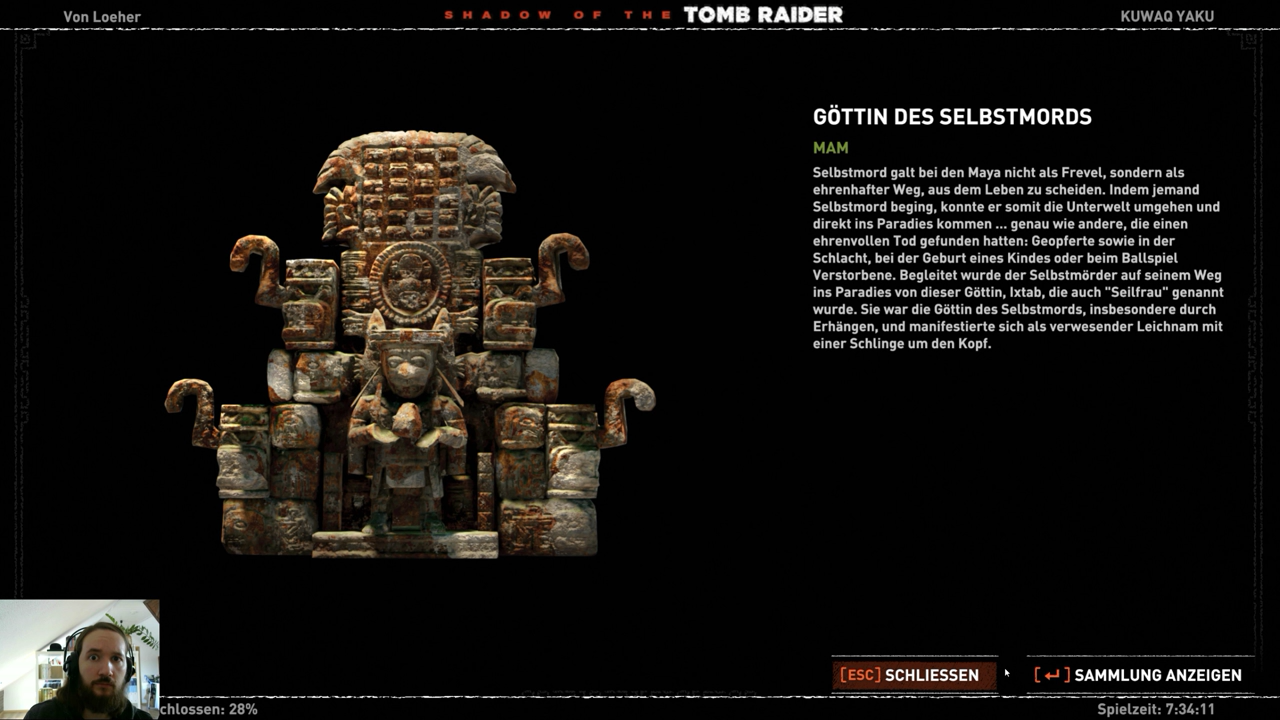 Von Loeher
SHADOW OF THE TOMB RAIDER
KUWAQ YAKU
GÖTTIN DES SELBSTMORDS
MAM
Selbstmord galt bei den Maya nicht als Frevel, sondern als
ehrenhafter Weg, aus dem Leben zu scheiden. Indem jemand
Selbstmord beging, konnte er somit die Unterwelt umgehen und
direkt ins Paradies kommen ... genau wie andere, die einen
ehrenvollen Tod gefunden hatten: Geopferte sowie in der
Schlacht, bei der Geburt eines Kindes oder beim Ballspiel
Verstorbene. Begleitet wurde der Selbstmörder auf seinem Weg
ins Paradies von dieser Göttin, Ixtab, die auch "Seilfrau" genannt
wurde. Sie war die Göttin des Selbstmords, insbesondere durch
Erhängen, und manifestierte sich als verwesender Leichnam mit
einer Schlinge um den Kopf.
[ESC] SCHLIESSEN
[↵] SAMMLUNG ANZEIGEN
chlossen: 28%
Spielzeit: 7:34:11